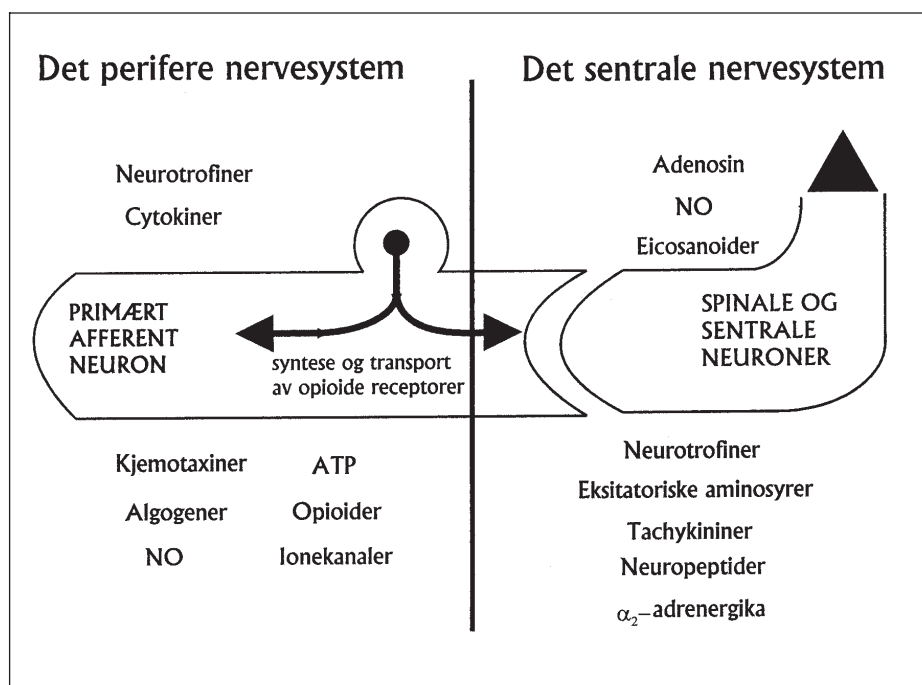 Det perifere nervesystem
Neurotrofiner
Cytokiner
PRIMÆRT
AFFERENT
NEURON
syntese og transport
av opioide receptorer
Kjemotaxiner ATP
Algogener Opioider
NO Ionekanaler
Det sentrale nervesystem
Adenosin
NO
Eicosanoider
SPINALE OG
SENTRALE
NEURONER
Neurotrofiner
Eksitatoriske aminosyrer
Tachykininer
Neuropeptider
α₂–adrenergika